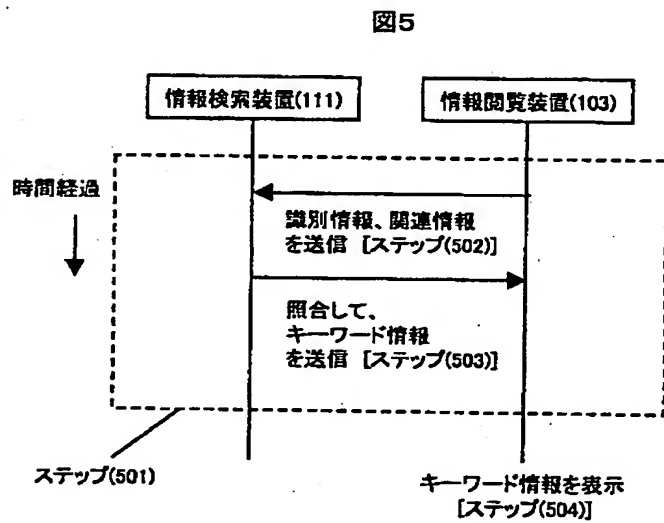 図5
情報検索装置(111)
情報閲覧装置(103)
時間経過
識別情報、関連情報
を送信 [ステップ(502)]
照合して、
キーワード情報
を送信 [ステップ(503)]
ステップ(501)
キーワード情報を表示
[ステップ(504)]